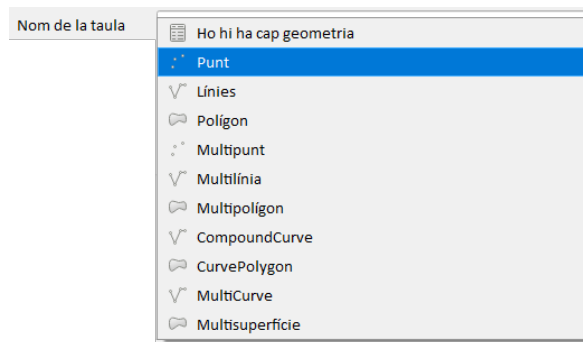 Nom de la taula
Ho hi ha cap geometria
Punt
Línies
Polígon
Multipunt
Multilínia
Multipolígon
CompoundCurve
CurvePolygon
MultiCurve
Multisuperfície